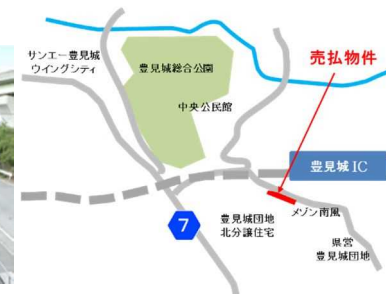 サンエー豊見城
ウイングシティ
豊見城総合公園
売払物件
中央公民館
豊見城 IC
7
豊見城団地
北分譲住宅
メゾン南風
県営
豊見城団地